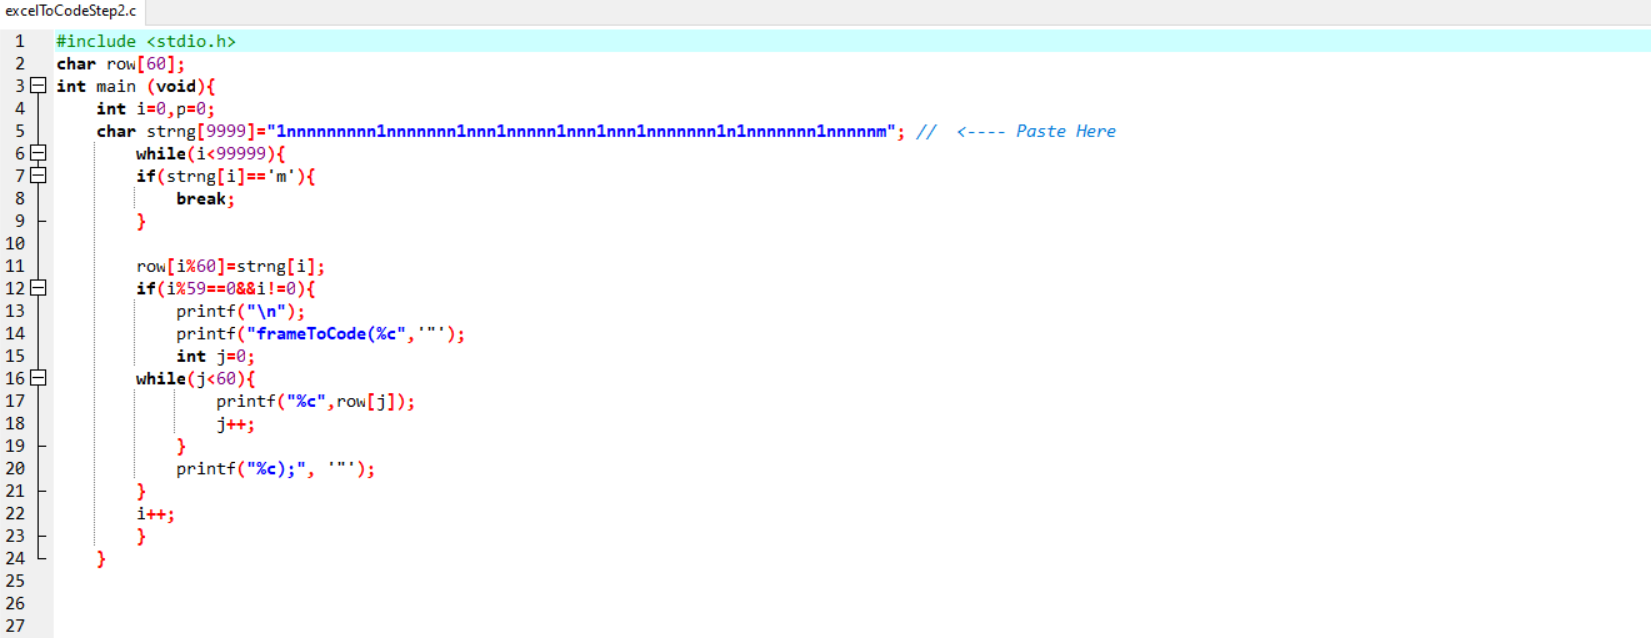 excelToCodeStep2.c
1 #include <stdio.h>
2 char row[60];
3 int main (void){
4 int i=0,p=0;
5 char strng[9999]="1nnnnnnnnn1nnnnnnn1nnn1nnnnn1nnn1nnn1nnnnnnn1n1nnnnnnn1nnnnnm"; // <---- Paste Here
6 while(i<99999){
7 if(strng[i]=='m'){
8 break;
9 }
10
11 row[i%60]=strng[i];
12 if(i%59==0&&i!=0){
13 printf("\n");
14 printf("frameToCode(%c",'"');
15 int j=0;
16 while(j<60){
17 printf("%c",row[j]);
18 j++;
19 }
20 printf("%c);", '"');
21 }
22 i++;
23 }
24 }
25
26
27